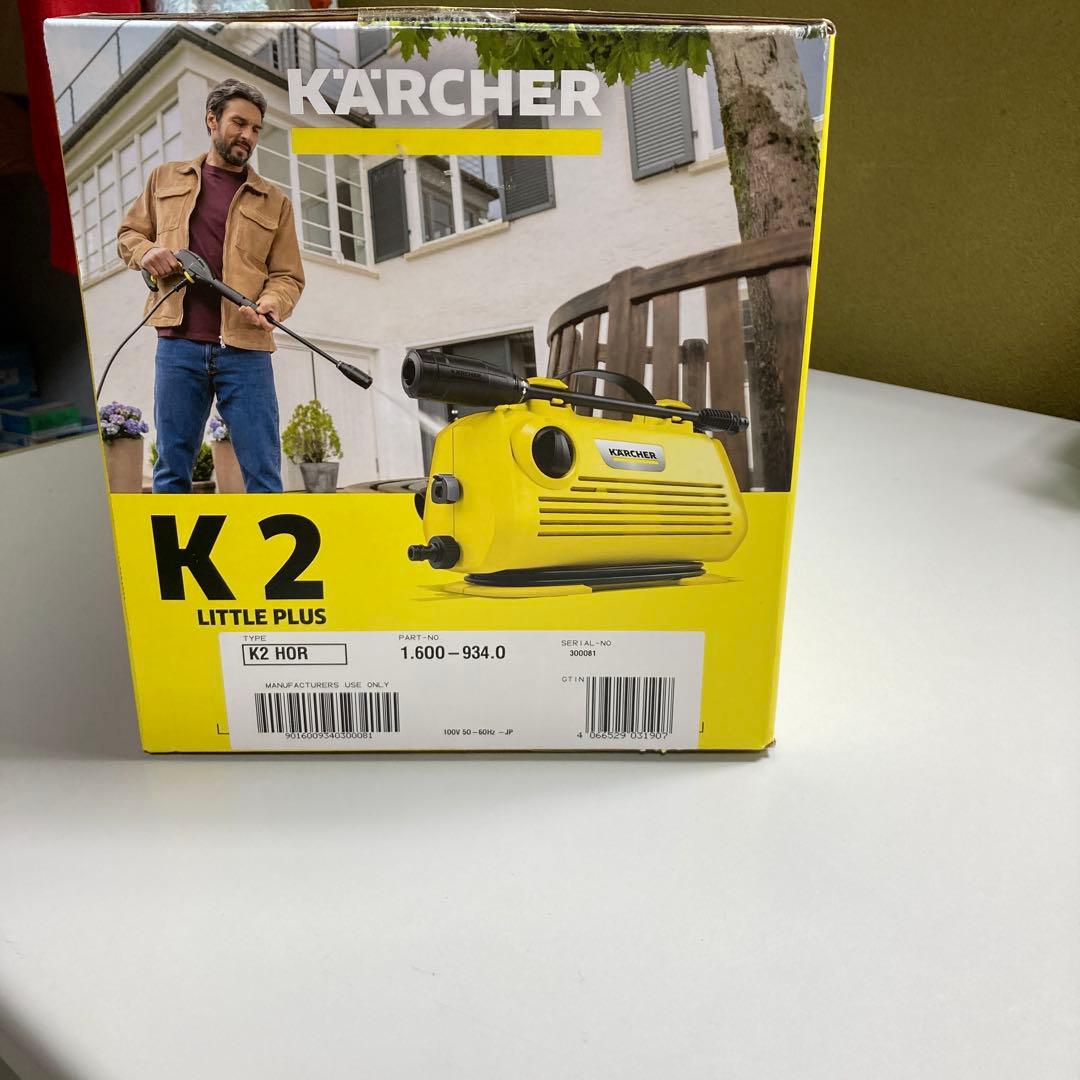 KÄRCHER
KÄRCHER
KÄRCHER
K 2
LITTLE PLUS
TYPE
K2 HOR
PART-NO
1.600-934.0
SERIAL-NO
300081
MANUFACTURERS USE ONLY
9016009340300081
100V 50-60Hz -JP
GTIN
4 066529 031907